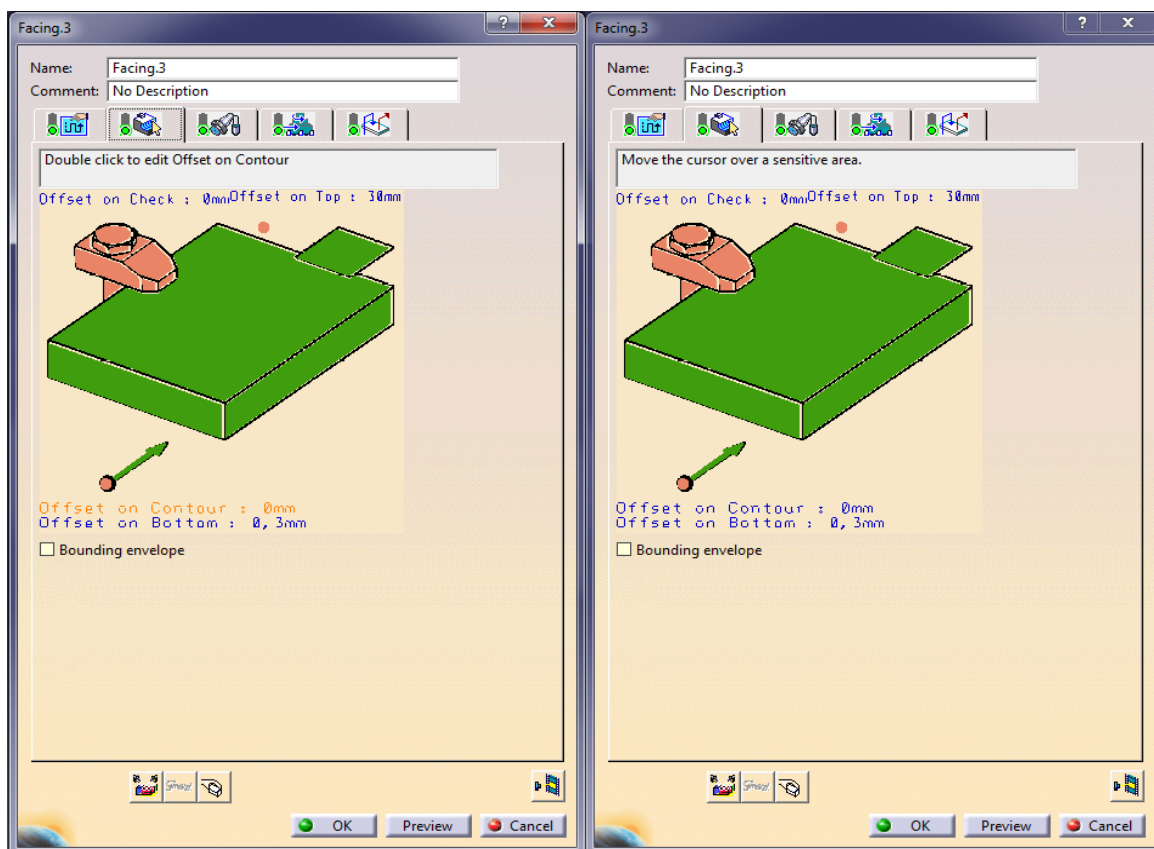 Facing.3
?
X
Name: Facing.3
Comment: No Description
Double click to edit Offset on Contour
Offset on Check : 0mm Offset on Top : 30mm
Offset on Contour : 0mm
Offset on Bottom : 0,3mm
Bounding envelope
OK Preview Cancel
Facing.3
?
X
Name: Facing.3
Comment: No Description
Move the cursor over a sensitive area.
Offset on Check : 0mm Offset on Top : 30mm
Offset on Contour : 0mm
Offset on Bottom : 0,3mm
Bounding envelope
OK Preview Cancel